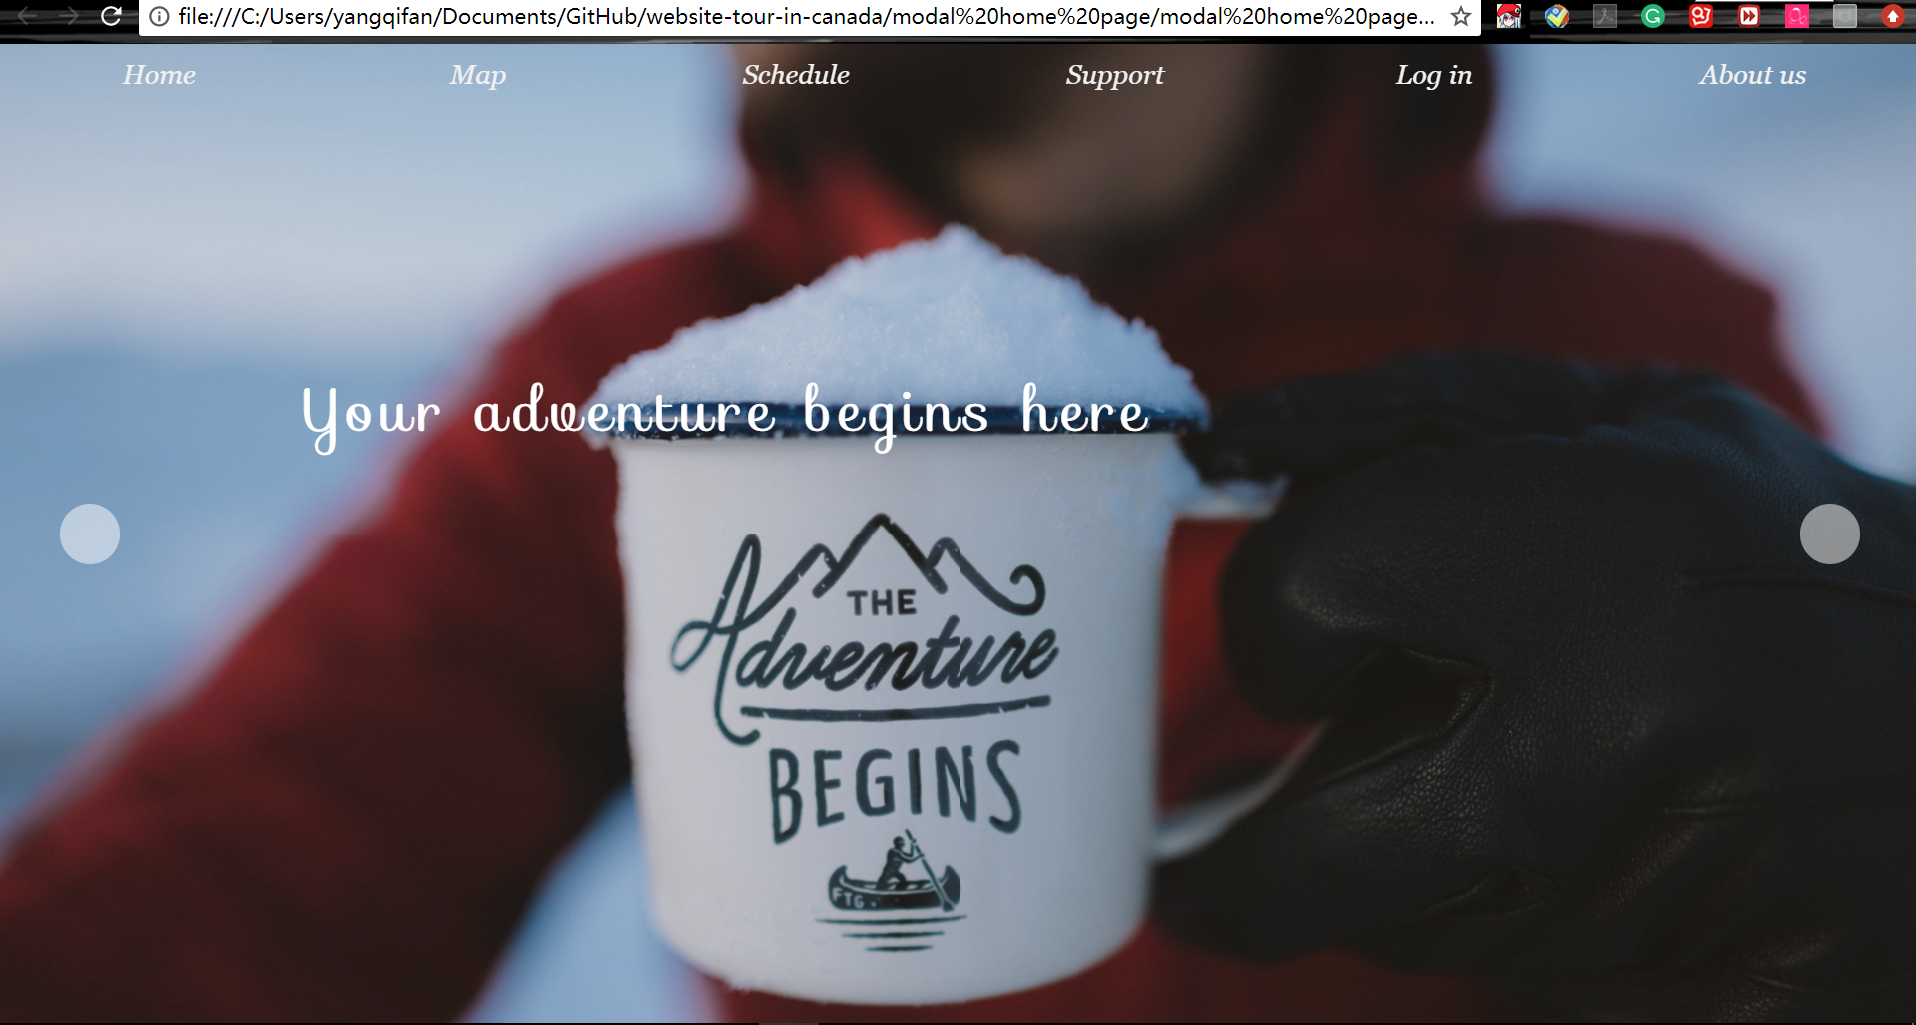 file:///C:/Users/yangqifan/Documents/GitHub/website-tour-in-canada/modal%20home%20page/modal%20home%20page...
Home Map Schedule Support Log in About us
Your adventure begins here
THE
Adventure
BEGINS
FTG.